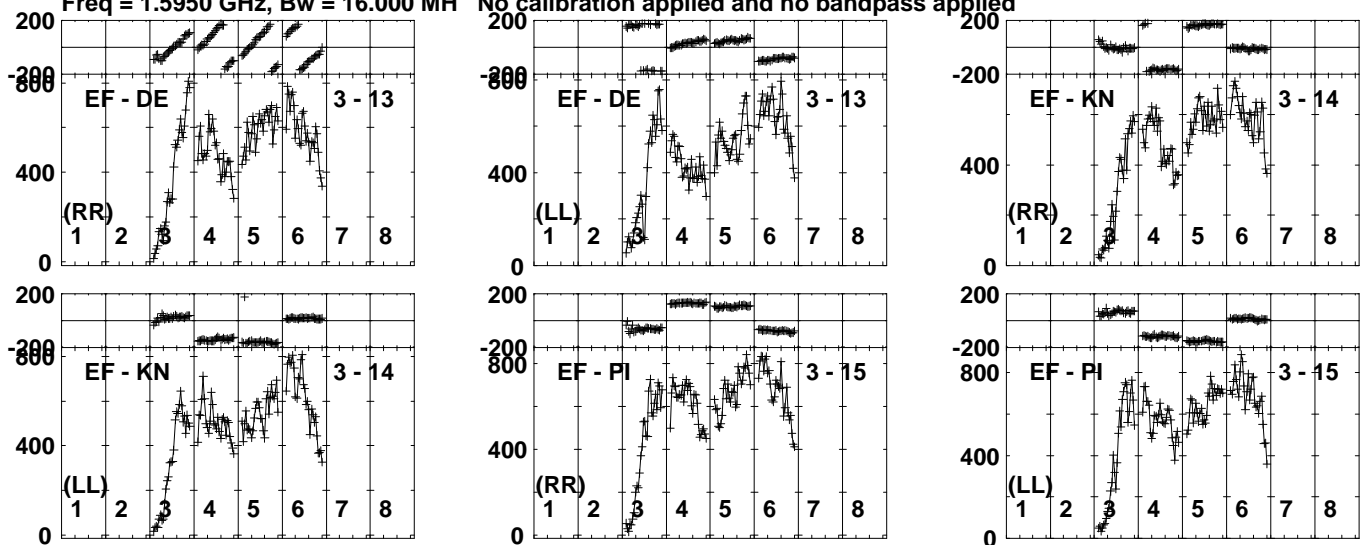 Freq = 1.5950 GHz, Bw = 16.000 MH No calibration applied and no bandpass applied
200
-200
800
EF - DE 3 - 13
400
(RR)
1 2 3 4 5 6 7 8
0
200
-200
800
EF - DE 3 - 13
400
(LL)
1 2 3 4 5 6 7 8
0
200
-200
EF - KN 3 - 14
400
(RR)
1 2 3 4 5 6 7 8
0
200
-200
800
EF - KN 3 - 14
400
(LL)
1 2 3 4 5 6 7 8
0
200
-200
800
EF - PI 3 - 15
400
(RR)
1 2 3 4 5 6 7 8
0
200
-200
800
EF - PI 3 - 15
400
(LL)
1 2 3 4 5 6 7 8
0